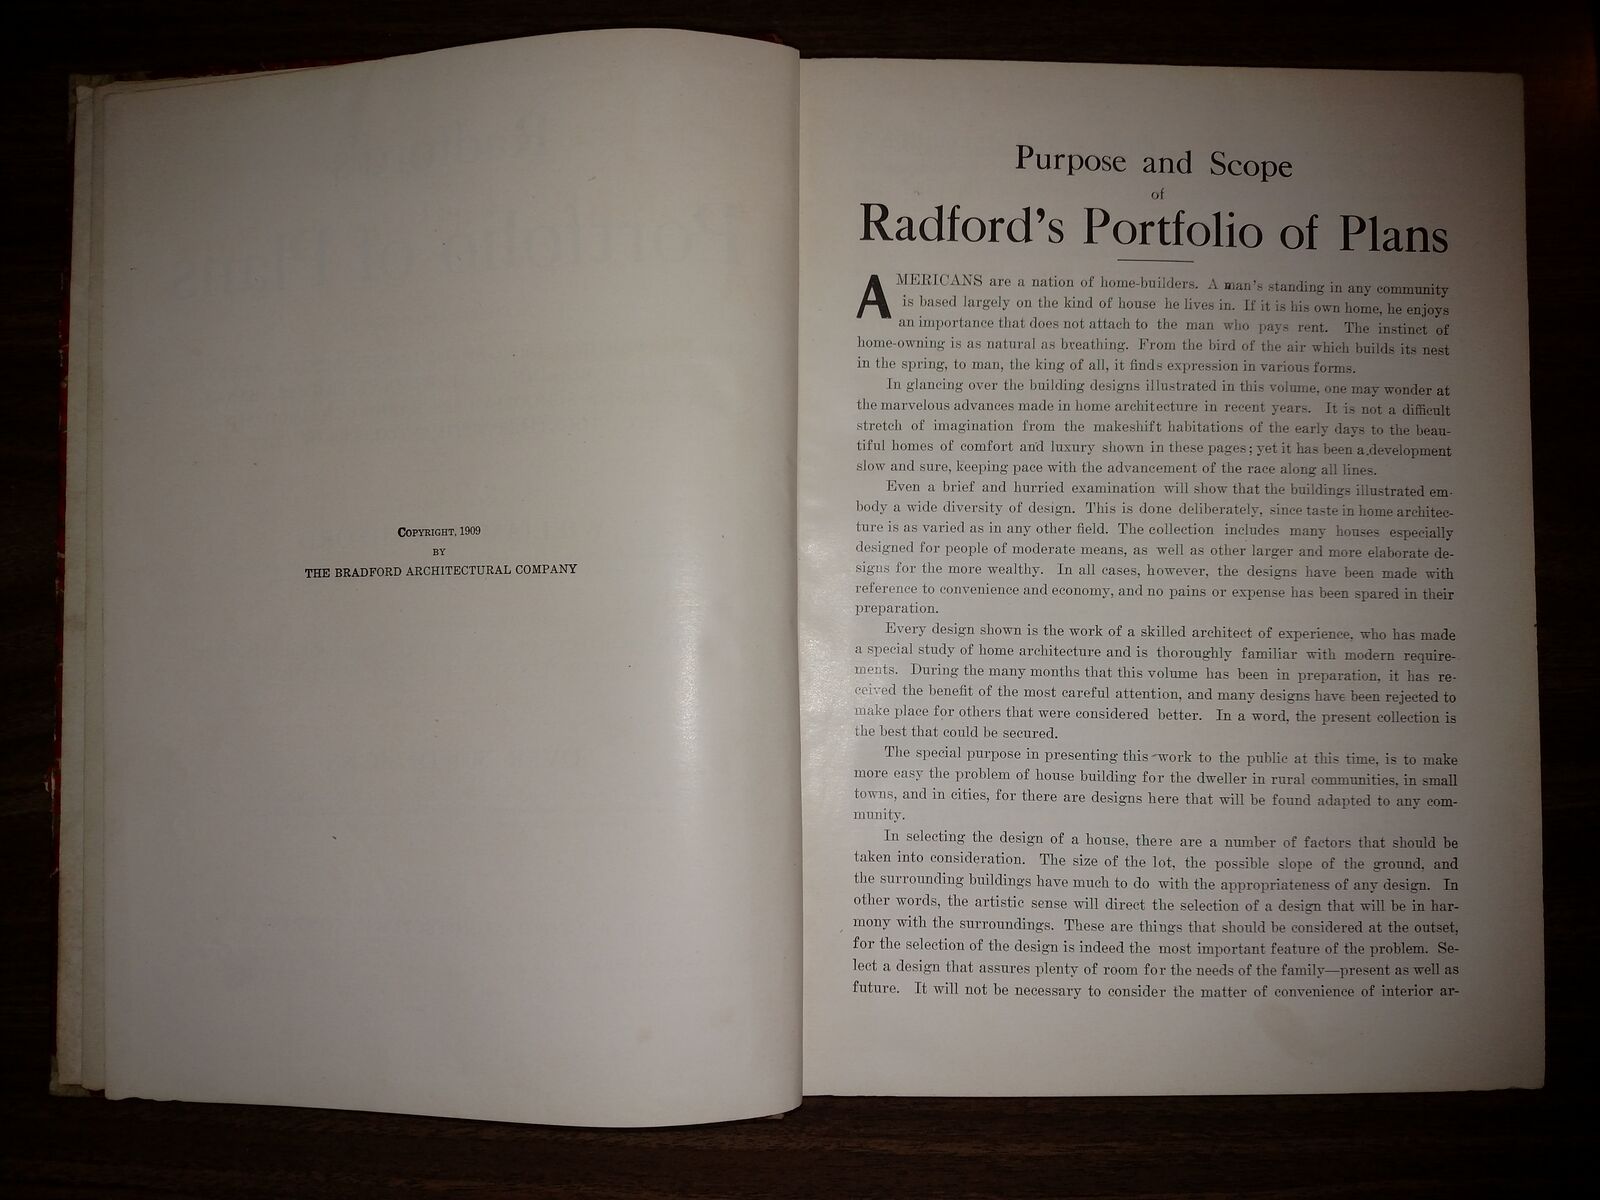 COPYRIGHT, 1909
BY
THE BRADFORD ARCHITECTURAL COMPANY
Purpose and Scope
of
Radford's Portfolio of Plans
AMERICANS are a nation of home-builders. A man's standing in any community
is based largely on the kind of house he lives in. If it is his own home, he enjoys
an importance that does not attach to the man who pays rent. The instinct of
home-owning is as natural as breathing. From the bird of the air which builds its nest
in the spring, to man, the king of all, it finds expression in various forms.
In glancing over the building designs illustrated in this volume, one may wonder at
the marvelous advances made in home architecture in recent years. It is not a difficult
stretch of imagination from the makeshift habitations of the early days to the beau-
tiful homes of comfort and luxury shown in these pages; yet it has been a development
slow and sure, keeping pace with the advancement of the race along all lines.
Even a brief and hurried examination will show that the buildings illustrated em-
body a wide diversity of design. This is done deliberately, since taste in home architec-
ture is as varied as in any other field. The collection includes many houses especially
designed for people of moderate means, as well as other larger and more elaborate de-
signs for the more wealthy. In all cases, however, the designs have been made with
reference to convenience and economy, and no pains or expense has been spared in their
preparation.
Every design shown is the work of a skilled architect of experience, who has made
a special study of home architecture and is thoroughly familiar with modern require-
ments. During the many months that this volume has been in preparation, it has re-
ceived the benefit of the most careful attention, and many designs have been rejected to
make place for others that were considered better. In a word, the present collection is
the best that could be secured.
The special purpose in presenting this work to the public at this time, is to make
more easy the problem of house building for the dweller in rural communities, in small
towns, and in cities, for there are designs here that will be found adapted to any com-
munity.
In selecting the design of a house, there are a number of factors that should be
taken into consideration. The size of the lot, the possible slope of the ground, and
the surrounding buildings have much to do with the appropriateness of any design. In
other words, the artistic sense will direct the selection of a design that will be in har-
mony with the surroundings. These are things that should be considered at the outset,
for the selection of the design is indeed the most important feature of the problem. Se-
lect a design that assures plenty of room for the needs of the family—present as well as
future. It will not be necessary to consider the matter of convenience of interior ar-